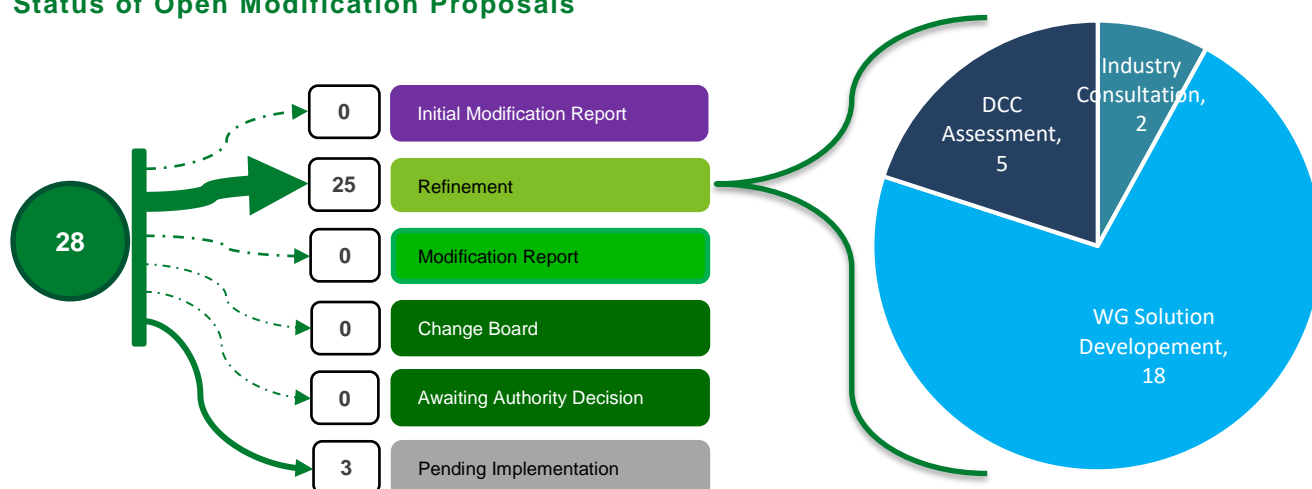 Status of Open Modification Proposals
28
0
Initial Modification Report
25
Refinement
0
Modification Report
0
Change Board
0
Awaiting Authority Decision
3
Pending Implementation
DCC
Assessment,
5
Industry
Consultation,
2
WG Solution
Developement,
18